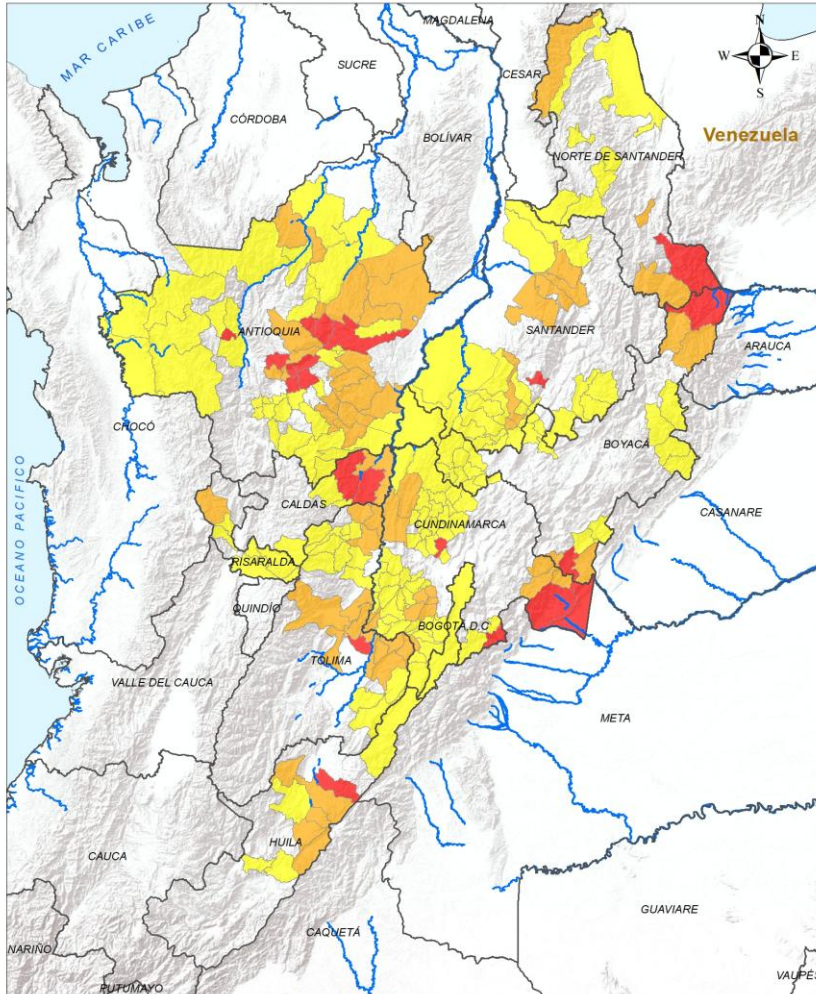 MAGDALENA
N
MAR CARIBE
SUCRE
CESAR
W
E
S
CÓRDOBA
BOLÍVAR
Venezuela
NORTE DE SANTANDER
ANTIOQUIA
SANTANDER
ARAUCA
CHOCÓ
BOYACÁ
OCEANO PACIFICO
CALDAS
CUNDINAMARCA
CASANARE
RISARALDA
QUINDÍO
BOGOTÁ,D.C
TOLIMA
VALLE DEL CAUCA
META
HUILA
CAUCA
GUAVIARE
CAQUETÁ
NARIÑO
PUTUMAYO
VAUPÉS